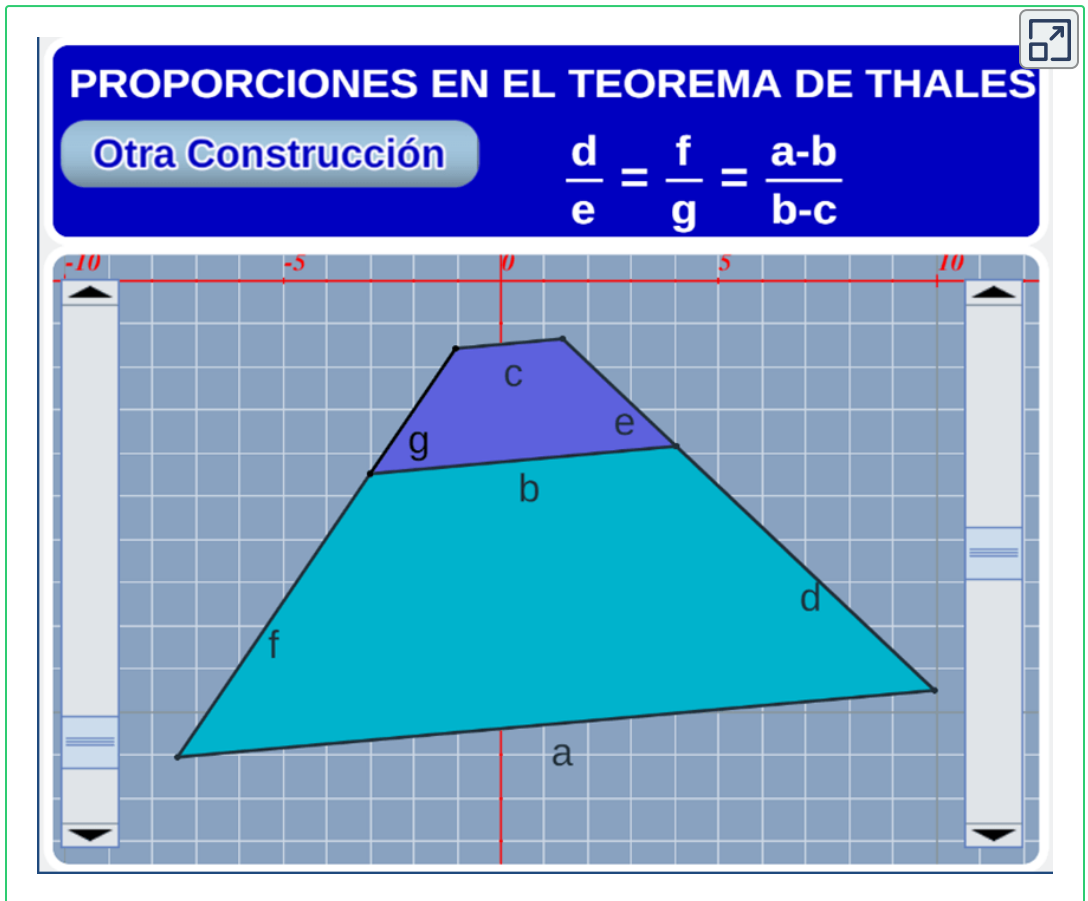 PROPORCIONES EN EL TEOREMA DE THALES
Otra Construcción
d/e = f/g = a-b/b-c
-10 -5 0 5 10
c
e
g
b
d
f
a